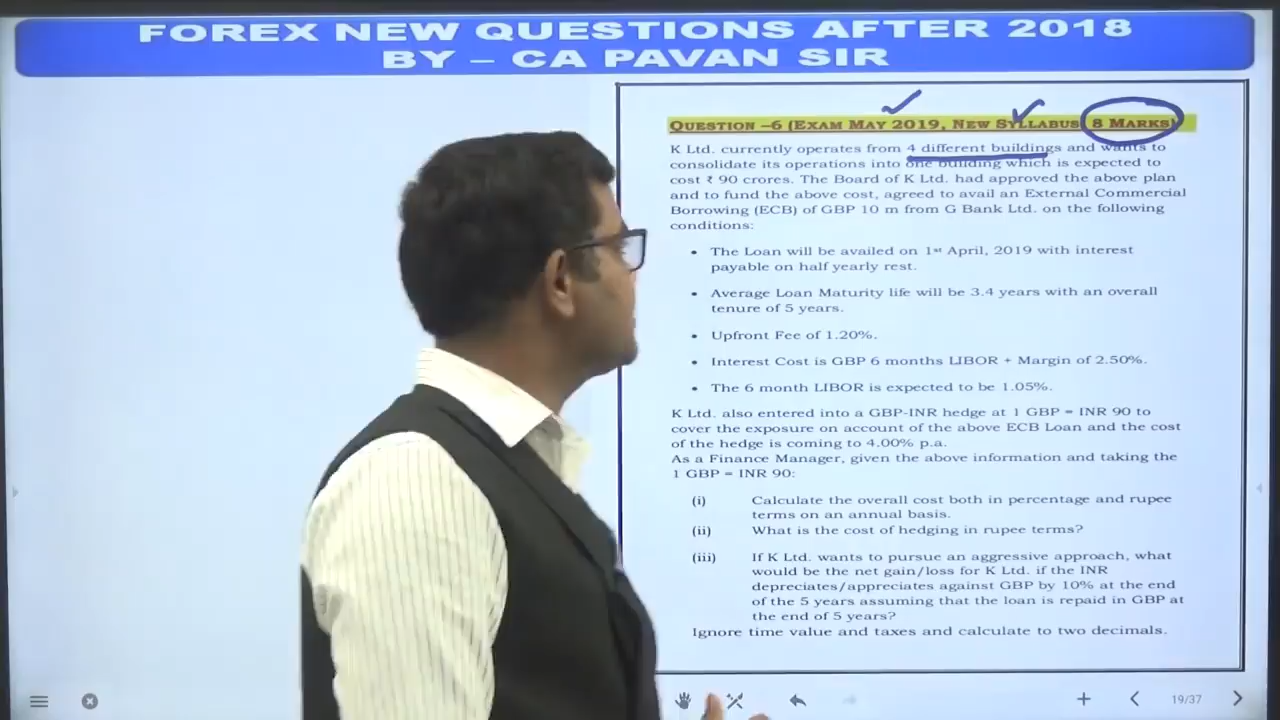 FOREX NEW QUESTIONS AFTER 2018
BY – CA PAVAN SIR
QUESTION –6 (EXAM MAY 2019, NEW SYLLABUS 8 MARKS)
K Ltd. currently operates from 4 different buildings and wants to
consolidate its operations into one building which is expected to
cost ₹ 90 crores. The Board of K Ltd. had approved the above plan
and to fund the above cost, agreed to avail an External Commercial
Borrowing (ECB) of GBP 10 m from G Bank Ltd. on the following
conditions:
• The Loan will be availed on 1st April, 2019 with interest
payable on half yearly rest.
• Average Loan Maturity life will be 3.4 years with an overall
tenure of 5 years.
• Upfront Fee of 1.20%.
• Interest Cost is GBP 6 months LIBOR + Margin of 2.50%.
• The 6 month LIBOR is expected to be 1.05%.
K Ltd. also entered into a GBP-INR hedge at 1 GBP = INR 90 to
cover the exposure on account of the above ECB Loan and the cost
of the hedge is coming to 4.00% p.a.
As a Finance Manager, given the above information and taking the
1 GBP = INR 90:
(i) Calculate the overall cost both in percentage and rupee
terms on an annual basis.
(ii) What is the cost of hedging in rupee terms?
(iii) If K Ltd. wants to pursue an aggressive approach, what
would be the net gain/loss for K Ltd. if the INR
depreciates/appreciates against GBP by 10% at the end
of the 5 years assuming that the loan is repaid in GBP at
the end of 5 years?
Ignore time value and taxes and calculate to two decimals.
19/37